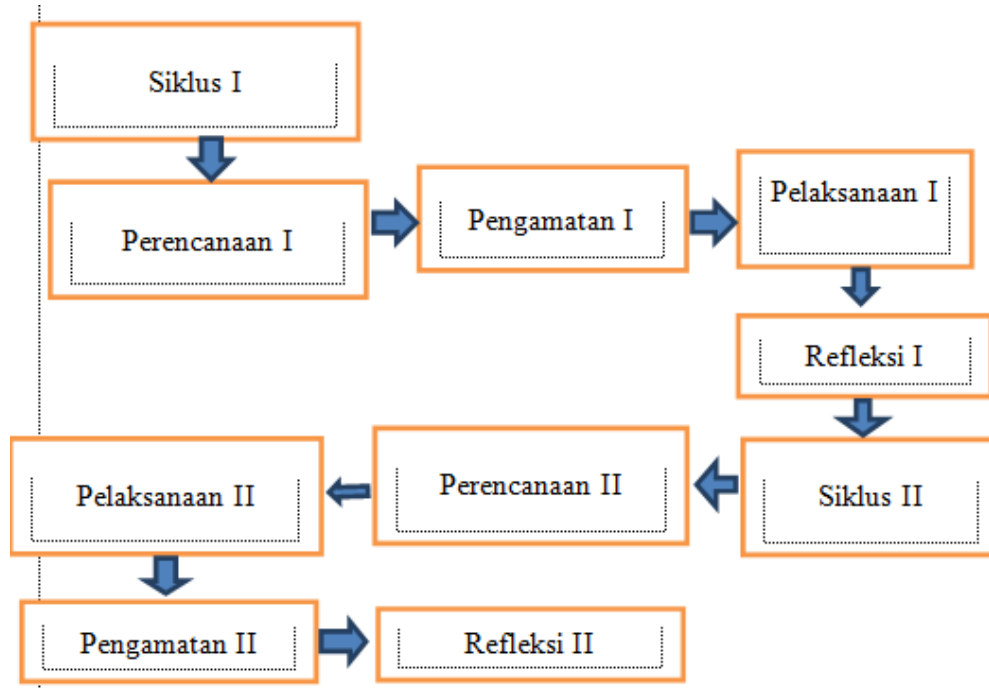 Siklus I
Perencanaan I
Pengamatan I
Pelaksanaan I
Refleksi I
Siklus II
Perencanaan II
Pelaksanaan II
Pengamatan II
Refleksi II